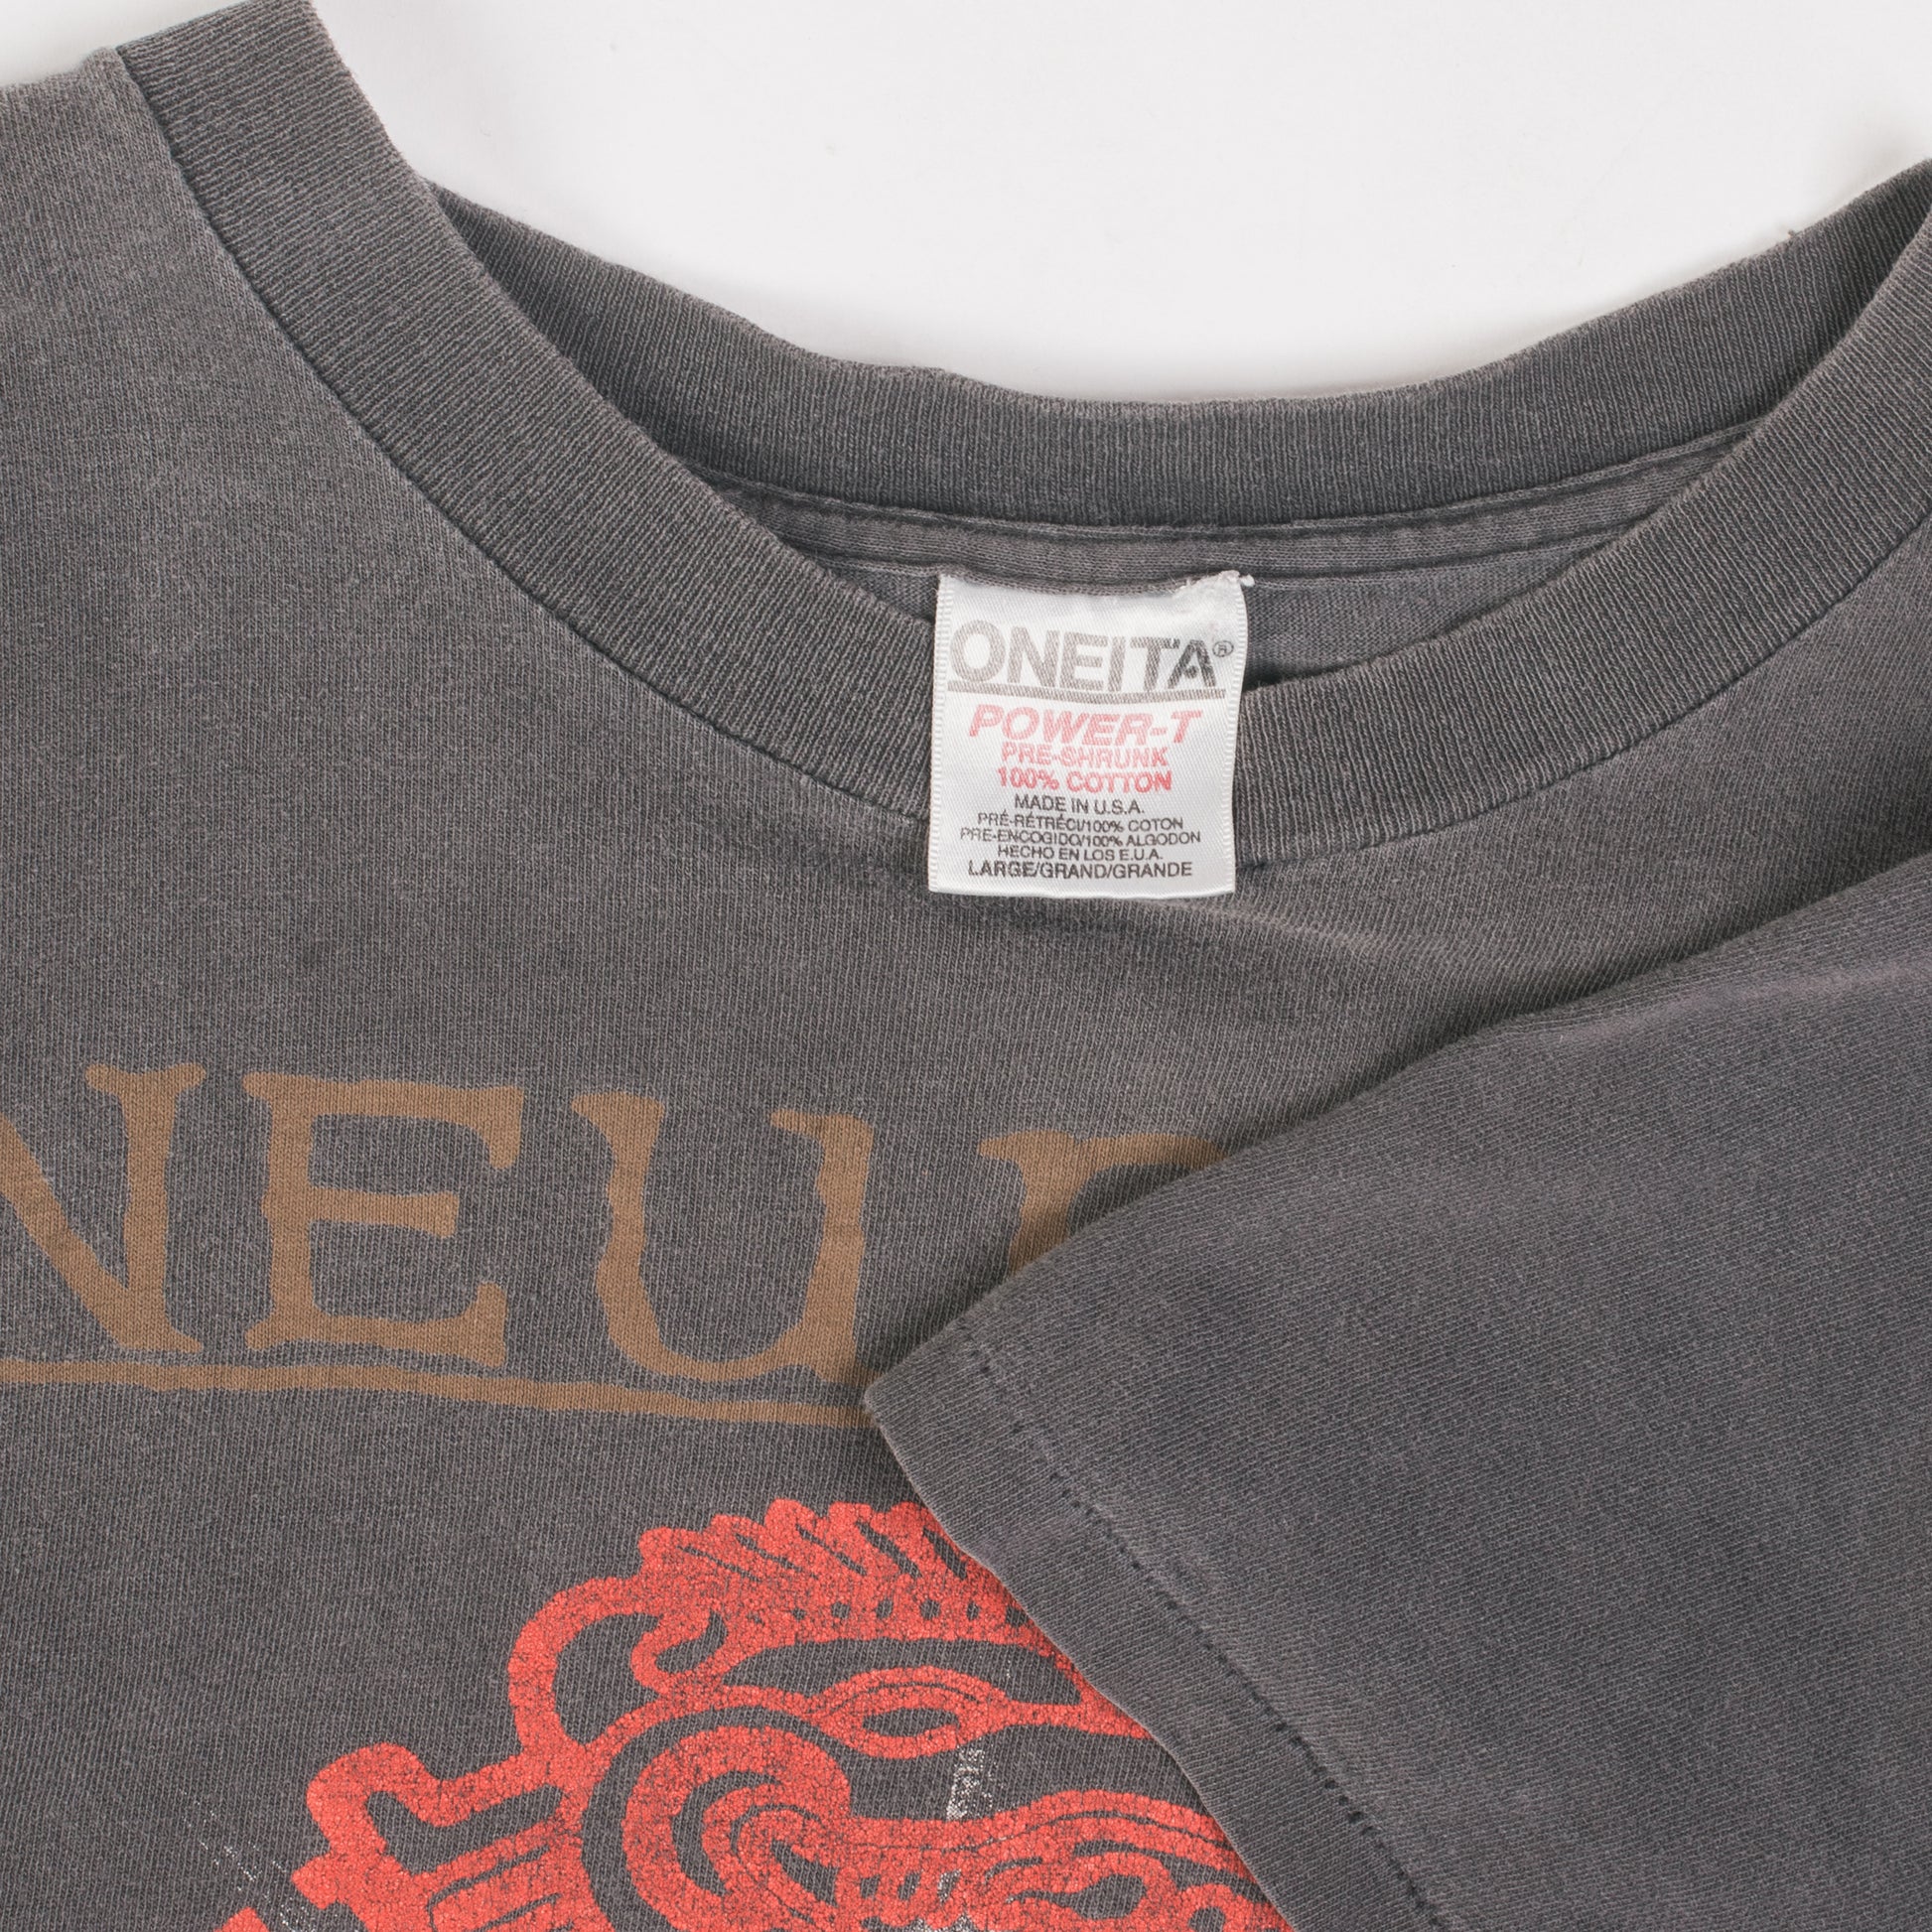 ONEITA®
POWER-T
PRE-SHRUNK
100% COTTON
MADE IN U.S.A.
PRÉ-RÉTRÉCI/100% COTON
PRE-ENCOGIDO/100% ALGODON
HECHO EN LOS E.U.A.
LARGE/GRAND/GRANDE
NEU